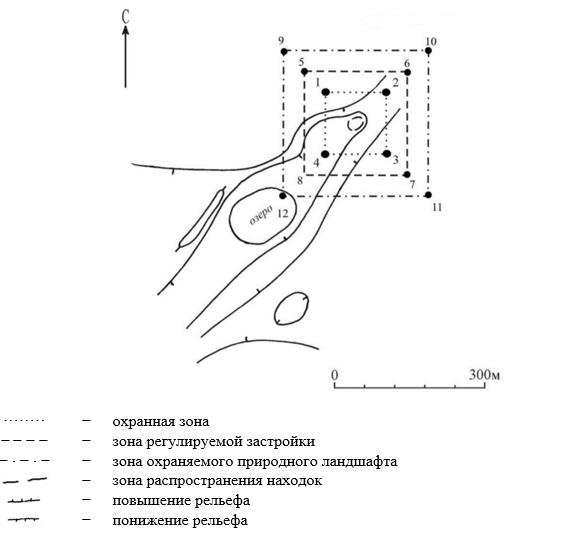 С
9
10
5
6
1
2
4
3
8
7
озеро
12
11
0 300м
– охранная зона
– зона регулируемой застройки
– зона охраняемого природного ландшафта
– зона распространения находок
– повышение рельефа
– понижение рельефа